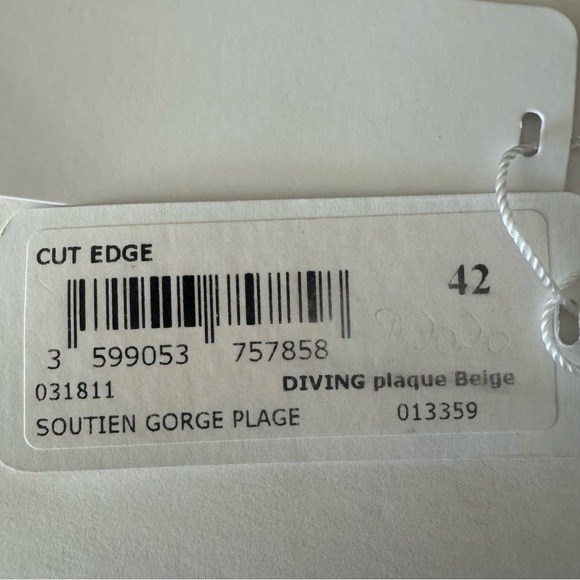 CUT EDGE
42
3 599053 757858
031811 DIVING plaque Beige
SOUTIEN GORGE PLAGE 013359